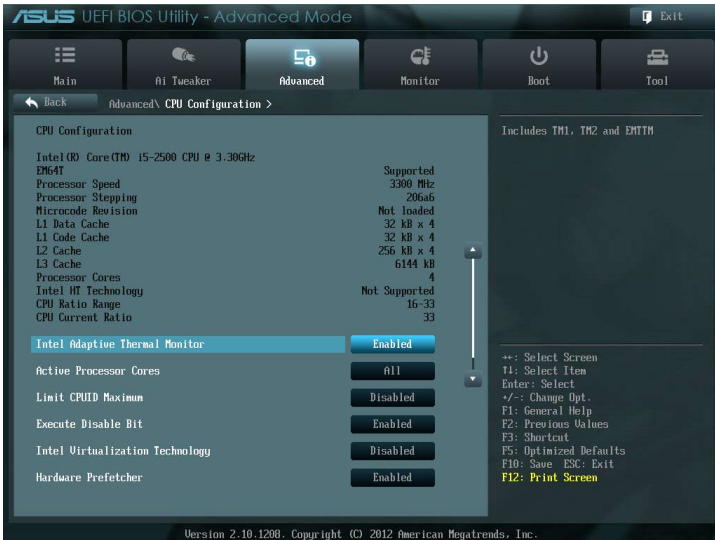 ASUS UEFI BIOS Utility - Advanced Mode
Exit
Main
Ai Tweaker
Advanced
Monitor
Boot
Tool
Back
Advanced\ CPU Configuration >
CPU Configuration
Includes TM1, TM2 and EMTTM
Intel(R) Core(TM) i5-2500 CPU @ 3.30GHz
EM64T Supported
Processor Speed 3300 MHz
Processor Stepping 206a6
Microcode Revision Not loaded
L1 Data Cache 32 kB x 4
L1 Code Cache 32 kB x 4
L2 Cache 256 kB x 4
L3 Cache 6144 kB
Processor Cores 4
Intel HT Technology Not Supported
CPU Ratio Range 16-33
CPU Current Ratio 33
Intel Adaptive Thermal Monitor Enabled
Active Processor Cores All
Limit CPUID Maximum Disabled
Execute Disable Bit Enabled
Intel Virtualization Technology Disabled
Hardware Prefetcher Enabled
→←: Select Screen
↑↓: Select Item
Enter: Select
+/-: Change Opt.
F1: General Help
F2: Previous Values
F3: Shortcut
F5: Optimized Defaults
F10: Save ESC: Exit
F12: Print Screen
Version 2.10.1208. Copyright (C) 2012 American Megatrends, Inc.